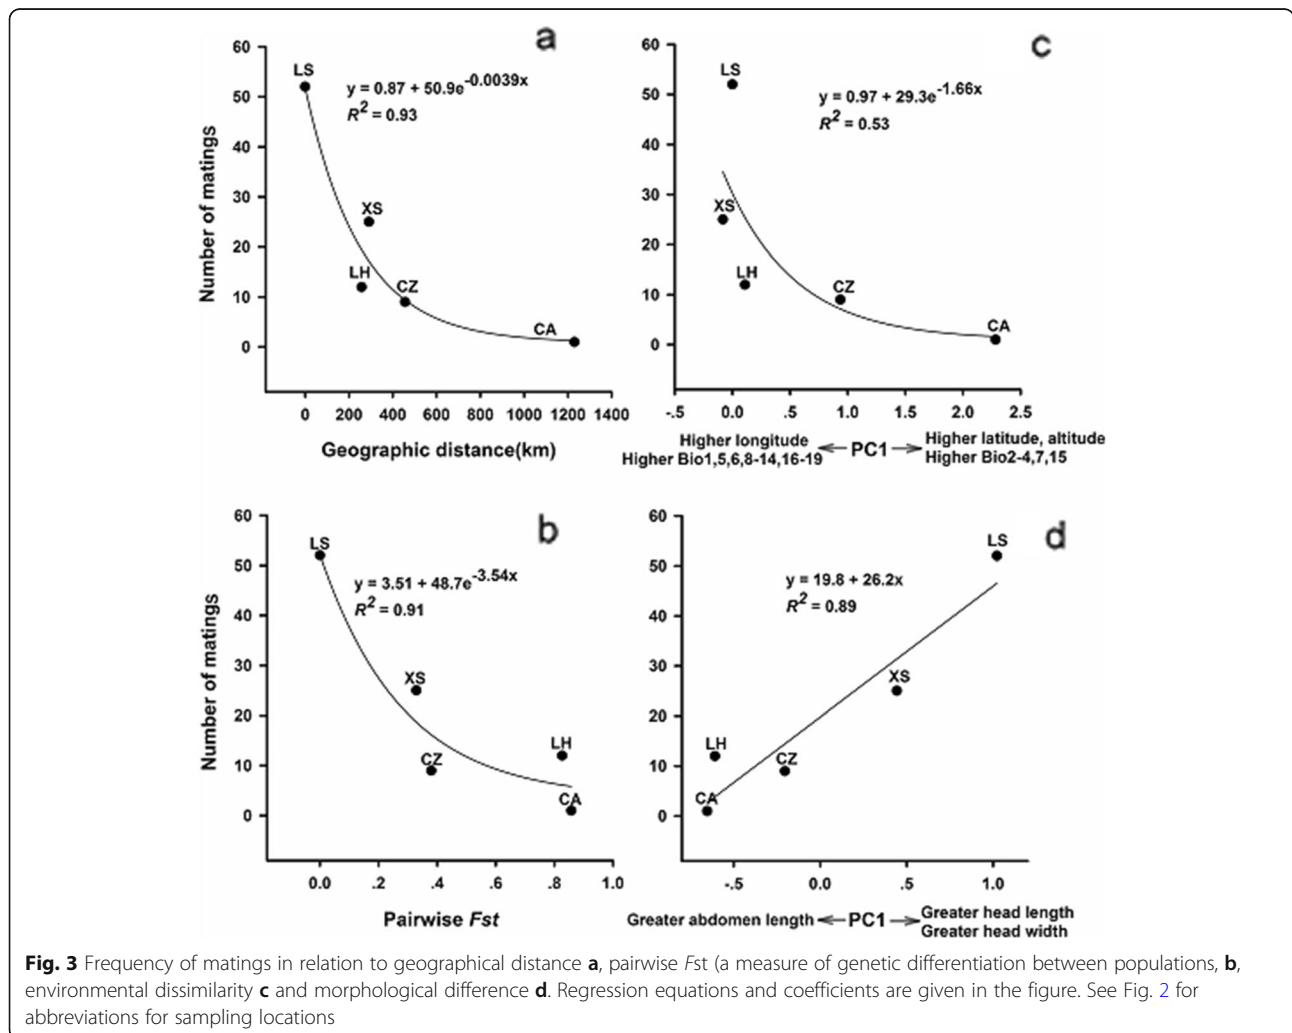 a
60
50
40
30
20
10
0
Number of matings
LS
XS
LH
CZ
CA
y = 0.87 + 50.9e-0.0039x
R2 = 0.93
0 200 400 600 800 1000 1200 1400
Geographic distance(km)
c
60
50
40
30
20
10
0
LS
XS
LH
CZ
CA
y = 0.97 + 29.3e-1.66x
R2 = 0.53
-.5 0.0 .5 1.0 1.5 2.0 2.5
Higher longitude
Higher Bio1,5,6,8-14,16-19
PC1
Higher latitude, altitude
Higher Bio2-4,7,15
b
60
50
40
30
20
10
0
Number of matings
LS
XS
CZ
LH
CA
y = 3.51 + 48.7e-3.54x
R2 = 0.91
0.0 .2 .4 .6 .8 1.0
Pairwise Fst
d
60
50
40
30
20
10
0
LS
XS
LH
CZ
CA
y = 19.8 + 26.2x
R2 = 0.89
-.5 0.0 .5 1.0
Greater abdomen length
PC1
Greater head length
Greater head width
Fig. 3 Frequency of matings in relation to geographical distance a, pairwise Fst (a measure of genetic differentiation between populations, b,
environmental dissimilarity c and morphological difference d. Regression equations and coefficients are given in the figure. See Fig. 2 for
abbreviations for sampling locations